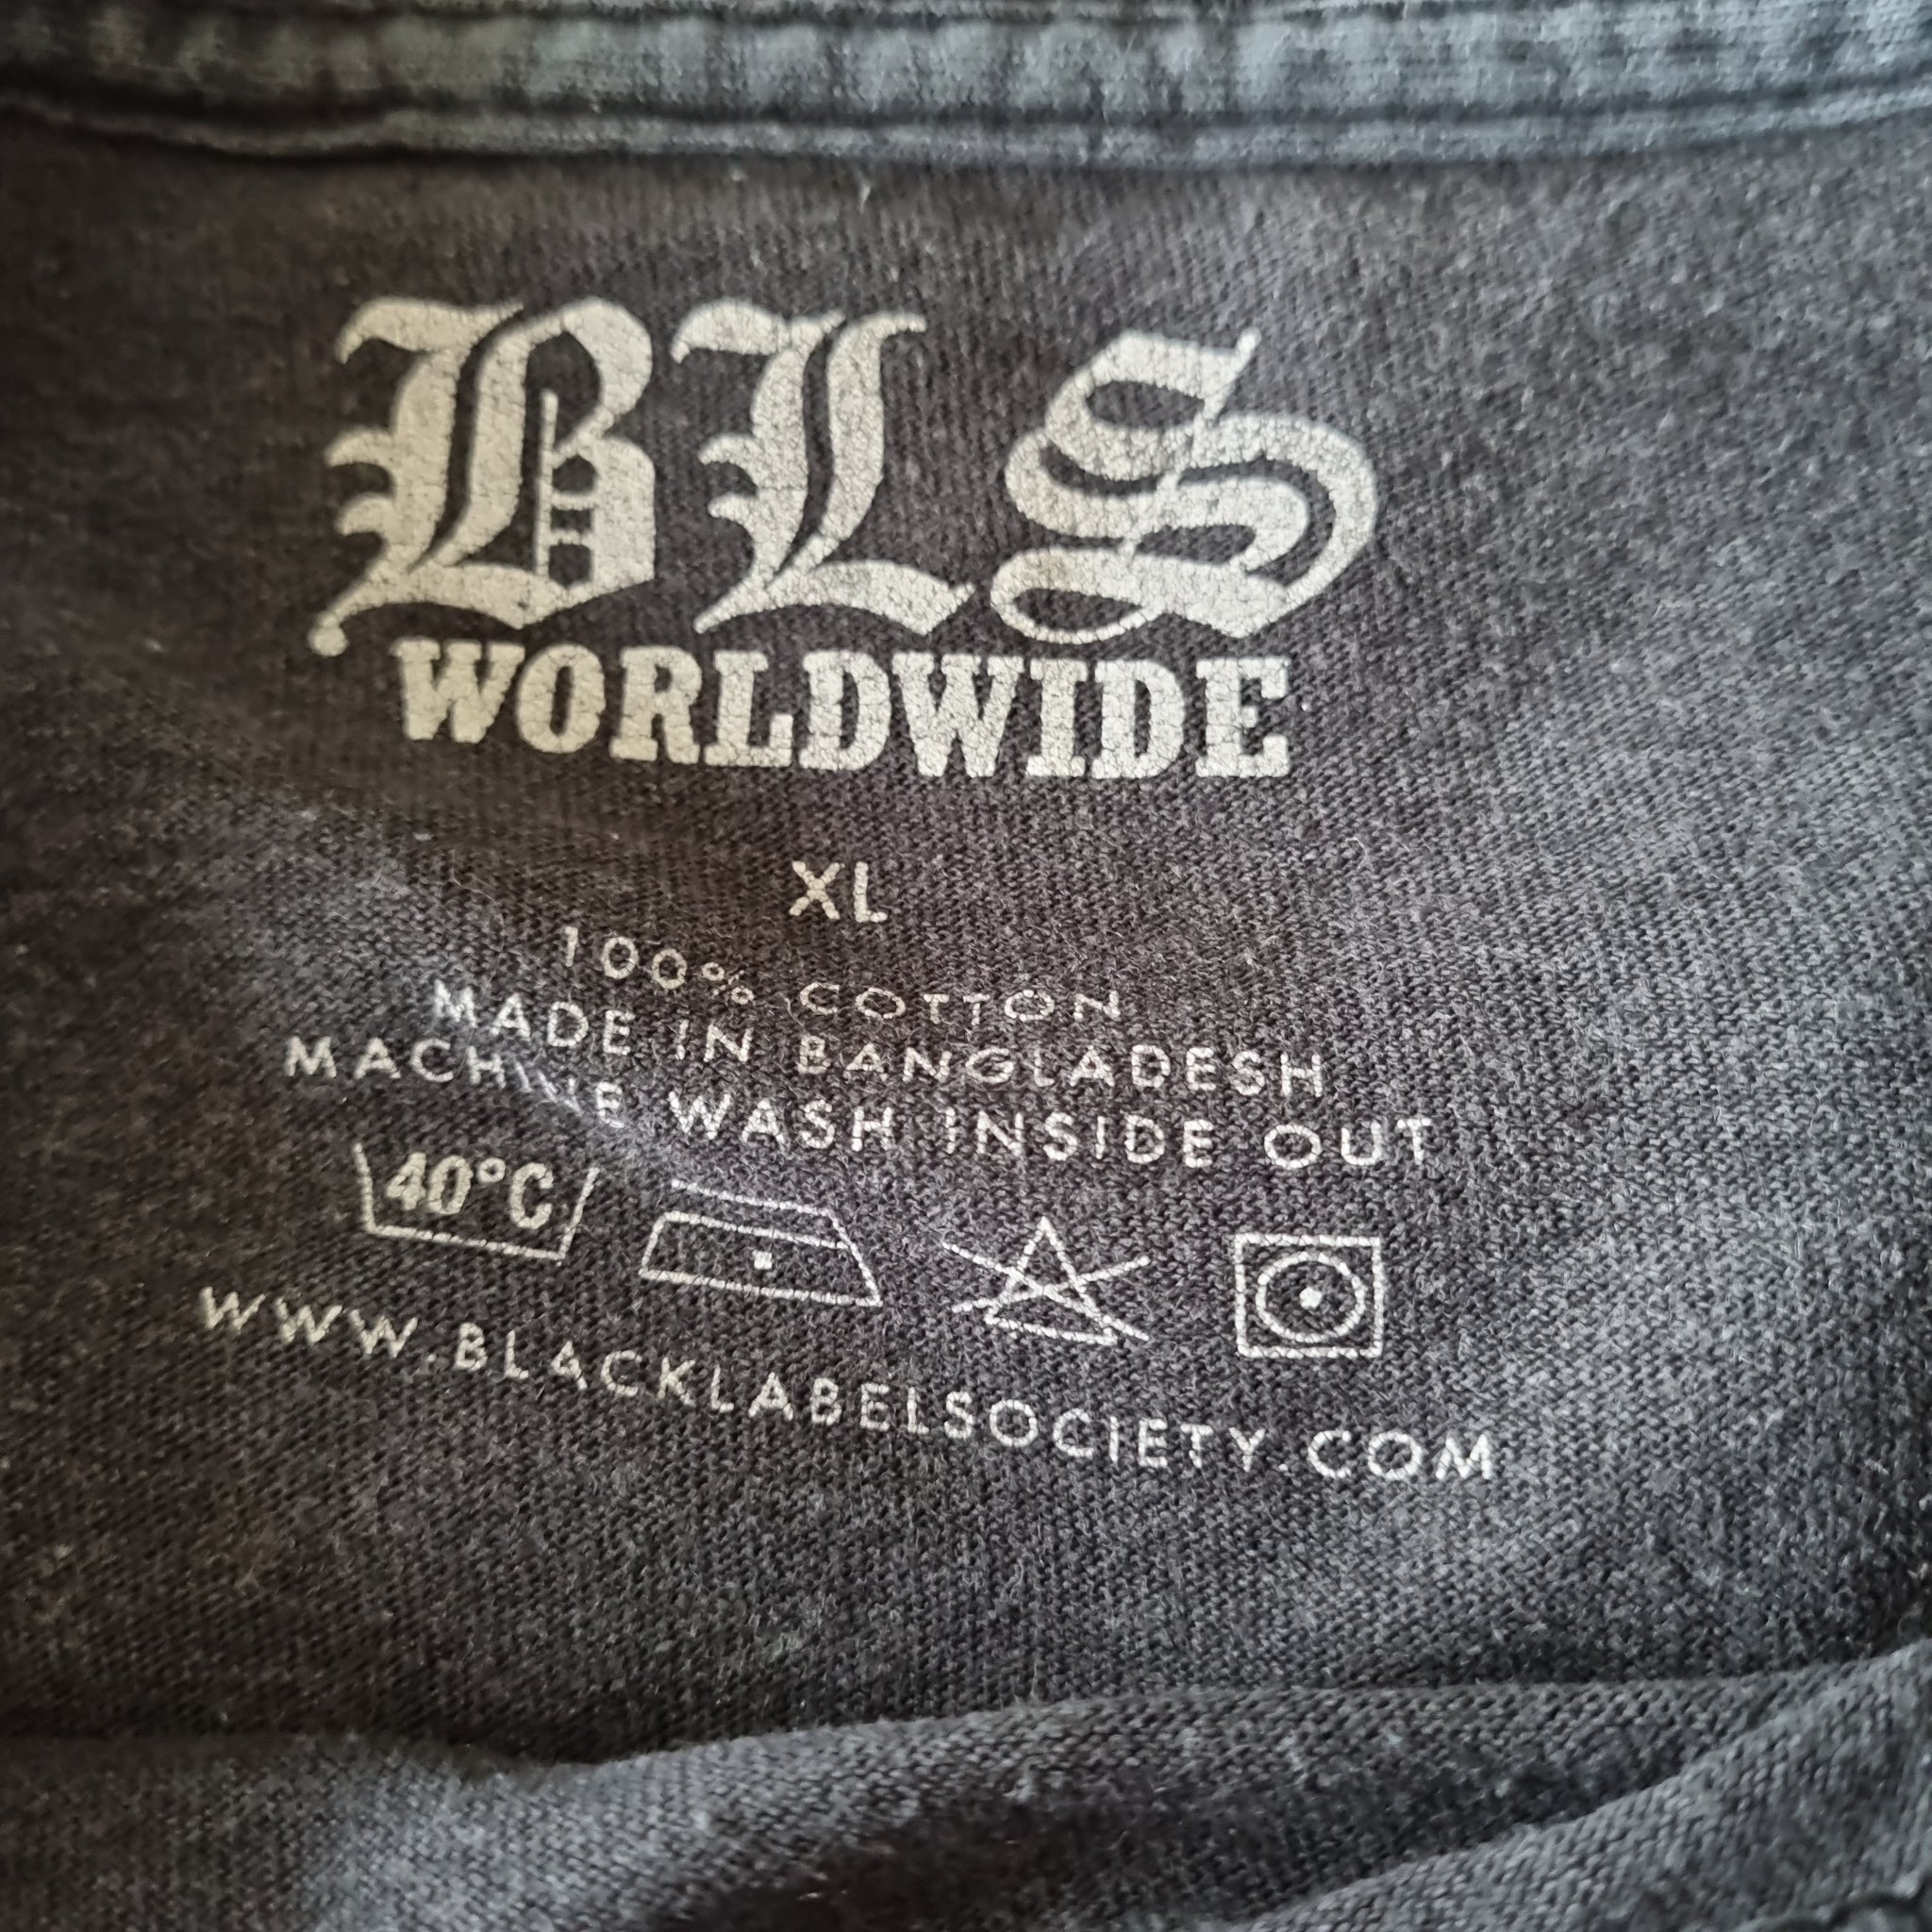 BLS
WORLDWIDE
XL
100% COTTON
MADE IN BANGLADESH
MACHINE WASH INSIDE OUT
40°C
WWW.BLACKLABELSOCIETY.COM